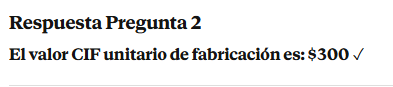 Respuesta Pregunta 2
El valor CIF unitario de fabricación es: $300 ✓